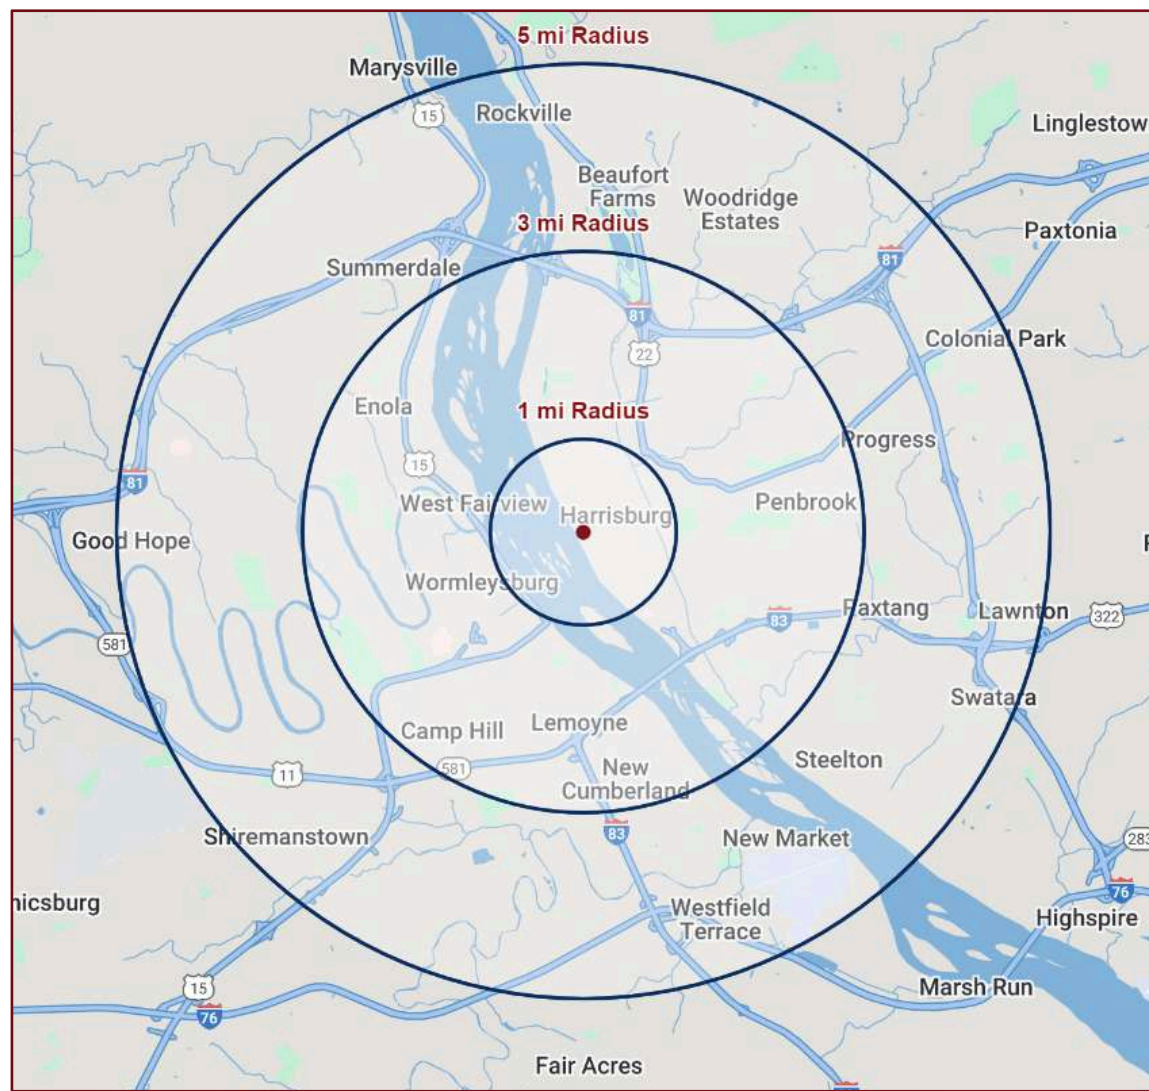 5 mi Radius
Marysville
15
Rockville
Linglestow
Beaufort
Farms
Woodridge
Estates
3 mi Radius
Paxtonia
Summerdale
81
81
22
Colonial Park
1 mi Radius
Enola
Progress
15
81
West Fairview
Penbrook
Harrisburg
Good Hope
Wormleysburg
Paxtang
Lawnton
83
322
581
Swatara
Camp Hill
Lemoyne
Steelton
11
581
New
Cumberland
Shiremanstown
83
New Market
283
76
nicsburg
Westfield
Terrace
Highspire
15
Marsh Run
76
Fair Acres